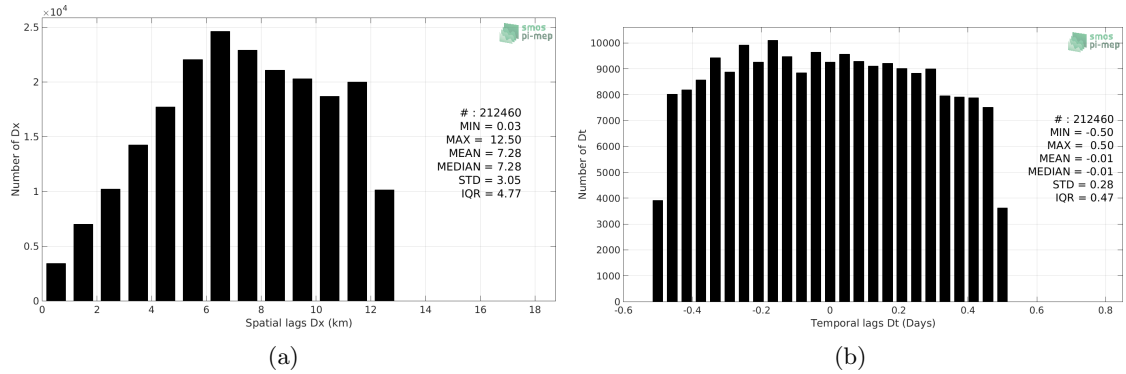 ×10⁴
2.5
2
1.5
1
0.5
0
Number of Dx
0 2 4 6 8 10 12 14 16 18
Spatial lags Dx (km)
smos
pi-mep
# : 212460
MIN = 0.03
MAX = 12.50
MEAN = 7.28
MEDIAN = 7.28
STD = 3.05
IQR = 4.77
(a)
10000
9000
8000
7000
6000
5000
4000
3000
2000
1000
0
Number of Dt
-0.6 -0.4 -0.2 0 0.2 0.4 0.6 0.8
Temporal lags Dt (Days)
smos
pi-mep
# : 212460
MIN = -0.50
MAX = 0.50
MEAN = -0.01
MEDIAN = -0.01
STD = 0.28
IQR = 0.47
(b)